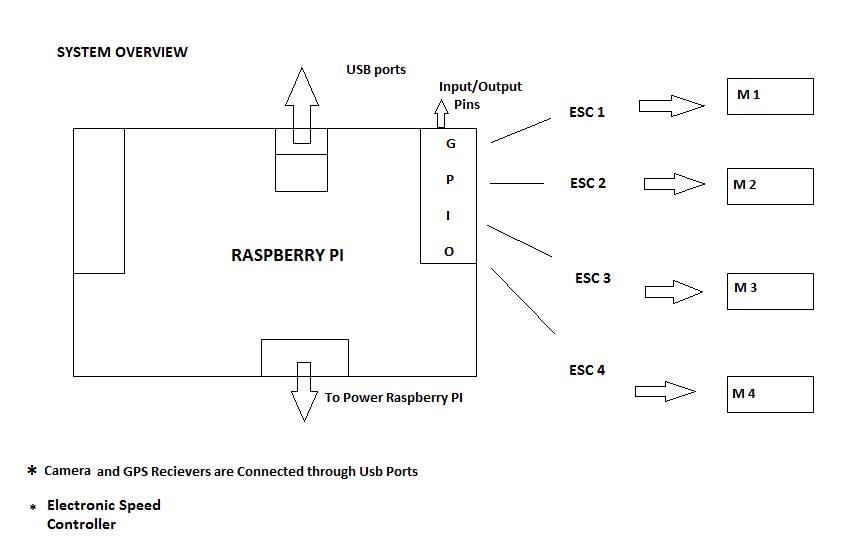 SYSTEM OVERVIEW
USB ports
Input/Output
Pins
G
P
I
O
ESC 1
M 1
ESC 2
M 2
RASPBERRY PI
ESC 3
M 3
ESC 4
M 4
To Power Raspberry PI
* Camera and GPS Recievers are Connected through Usb Ports
* Electronic Speed
Controller